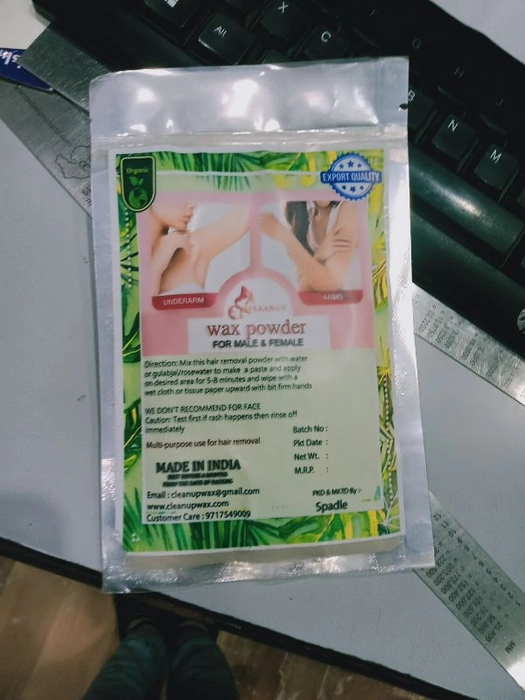 Organic
EXPORT QUALITY
UNDERARM
ARMS
wax powder
FOR MALE & FEMALE
Direction: Mix this hair removal powder with water
or gulabjal/rosewater to make a paste and apply
on desired area for 5-8 minutes and wipe with a
wet cloth or tissue paper upward with bit firm hands
WE DON'T RECOMMEND FOR FACE
Caution: Test first if rash happens then rinse off
immediately
Multi-purpose use for hair removal
Batch No :
Pkt Date :
Net Wt. :
M.R.P. :
MADE IN INDIA
Email : cleanupwax@gmail.com
www.cleanupwax.com
Customer Care : 9717549009
PKD & MKTD By :-
Spadle
Alt
X
C
B
N
M
G
H
J